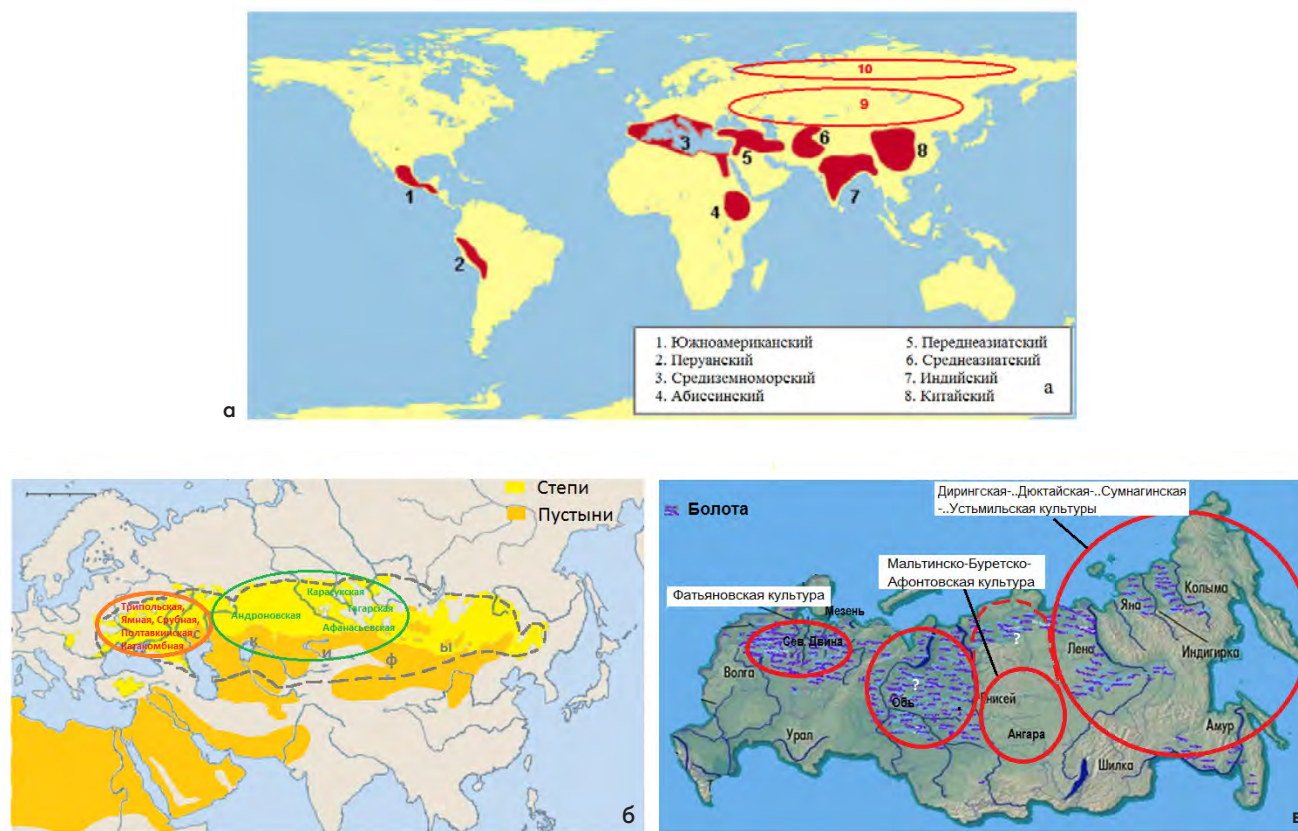 10
9
3
6
5
8
7
4
1
2
1. Южноамериканский
2. Перуанский
3. Средиземноморский
4. Абиссинский
5. Переднеазиатский
6. Среднеазиатский
7. Индийский
8. Китайский
а
а
Степи
Пустыни
Трипольская,
Ямная, Срубная,
Полтавкинская,
Катакомбная
Андроновская
Карасукская
Тагарская
Афанасьевская
С
К
И
Ф
Ы
б
Болота
Дирингская-..Дюктайская-..Сумнагинская
-..Устьмильская культуры
Мальтинско-Буретско-
Афонтовская культура
Фатьяновская культура
Мезень
Сев. Двина
Волга
Урал
?
Обь
Енисей
?
Ангара
Лена
Яна
Колыма
Индигирка
Амур
Шилка
в